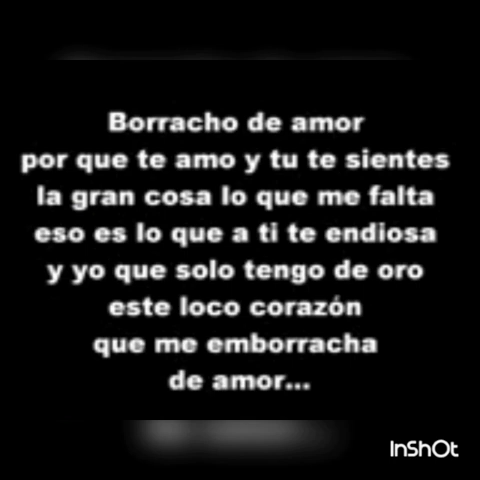 Borracho de amor
por que te amo y tu te sientes
la gran cosa lo que me falta
eso es lo que a ti te endiosa
y yo que solo tengo de oro
este loco corazón
que me emborracha
de amor...
InShOt